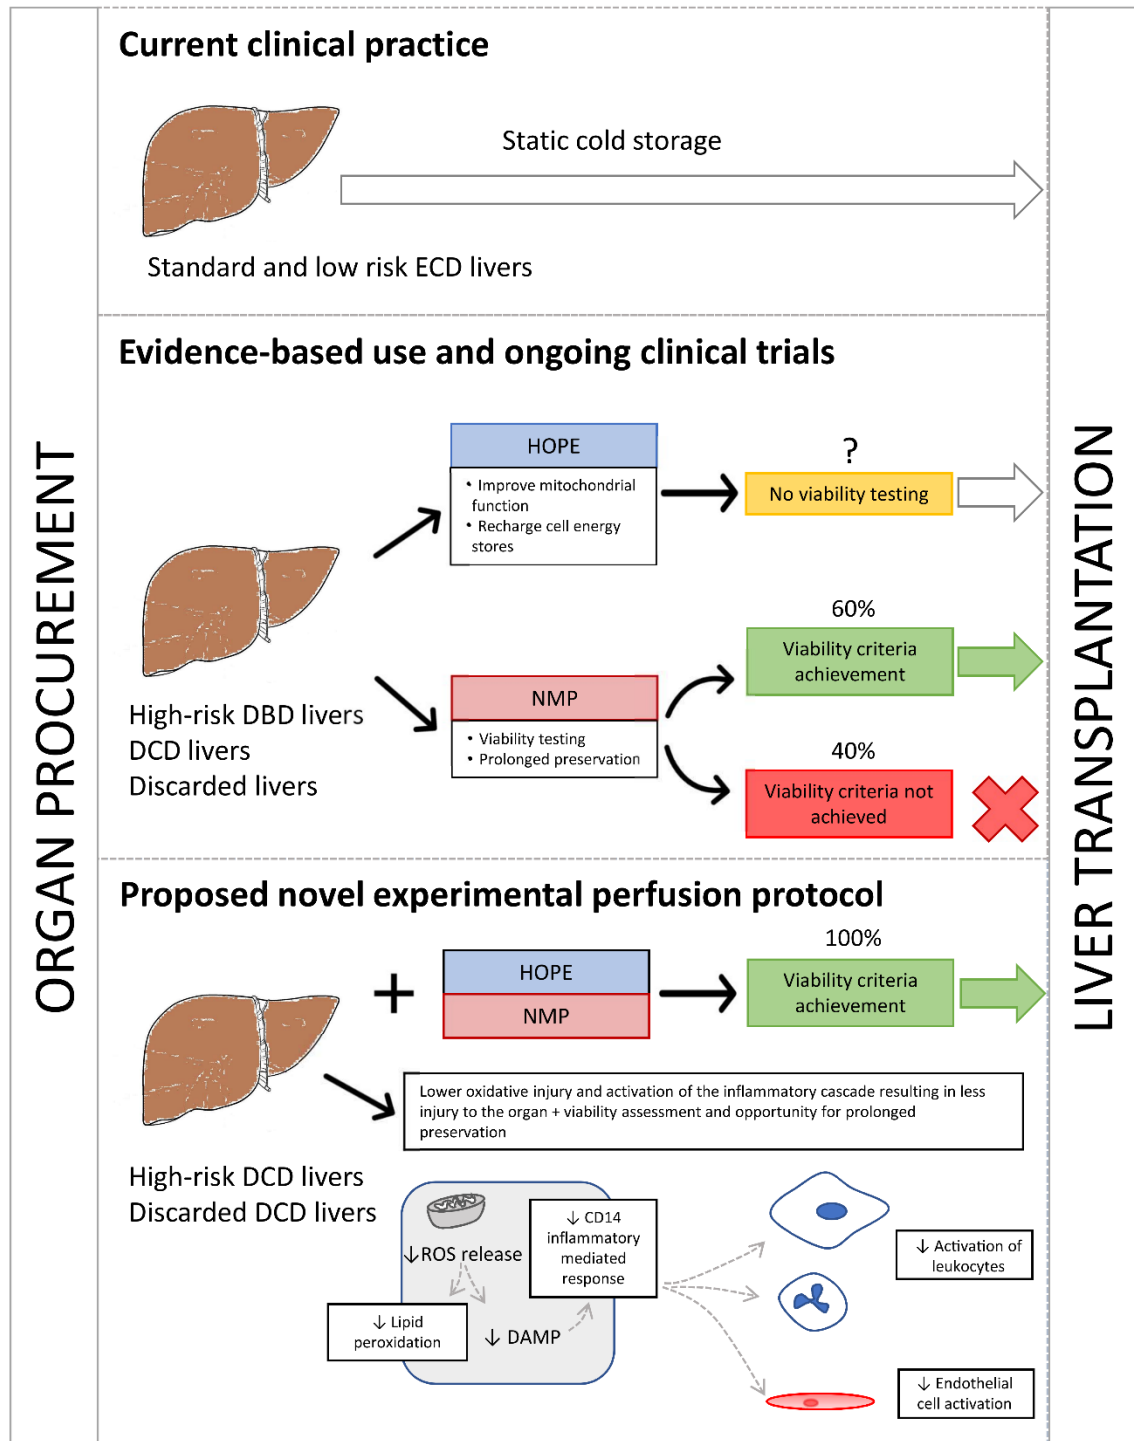 ORGAN PROCUREMENT
Current clinical practice
Static cold storage
Standard and low risk ECD livers
Evidence-based use and ongoing clinical trials
HOPE
• Improve mitochondrial
function
• Recharge cell energy
stores
?
No viability testing
60%
Viability criteria
achievement
NMP
• Viability testing
• Prolonged preservation
40%
Viability criteria not
achieved
High-risk DBD livers
DCD livers
Discarded livers
Proposed novel experimental perfusion protocol
+
HOPE
NMP
100%
Viability criteria
achievement
Lower oxidative injury and activation of the inflammatory cascade resulting in less
injury to the organ + viability assessment and opportunity for prolonged
preservation
High-risk DCD livers
Discarded DCD livers
↓ROS release
↓ Lipid
peroxidation
↓ DAMP
↓ CD14
inflammatory
mediated
response
↓ Activation of
leukocytes
↓ Endothelial
cell activation
LIVER TRANSPLANTATION